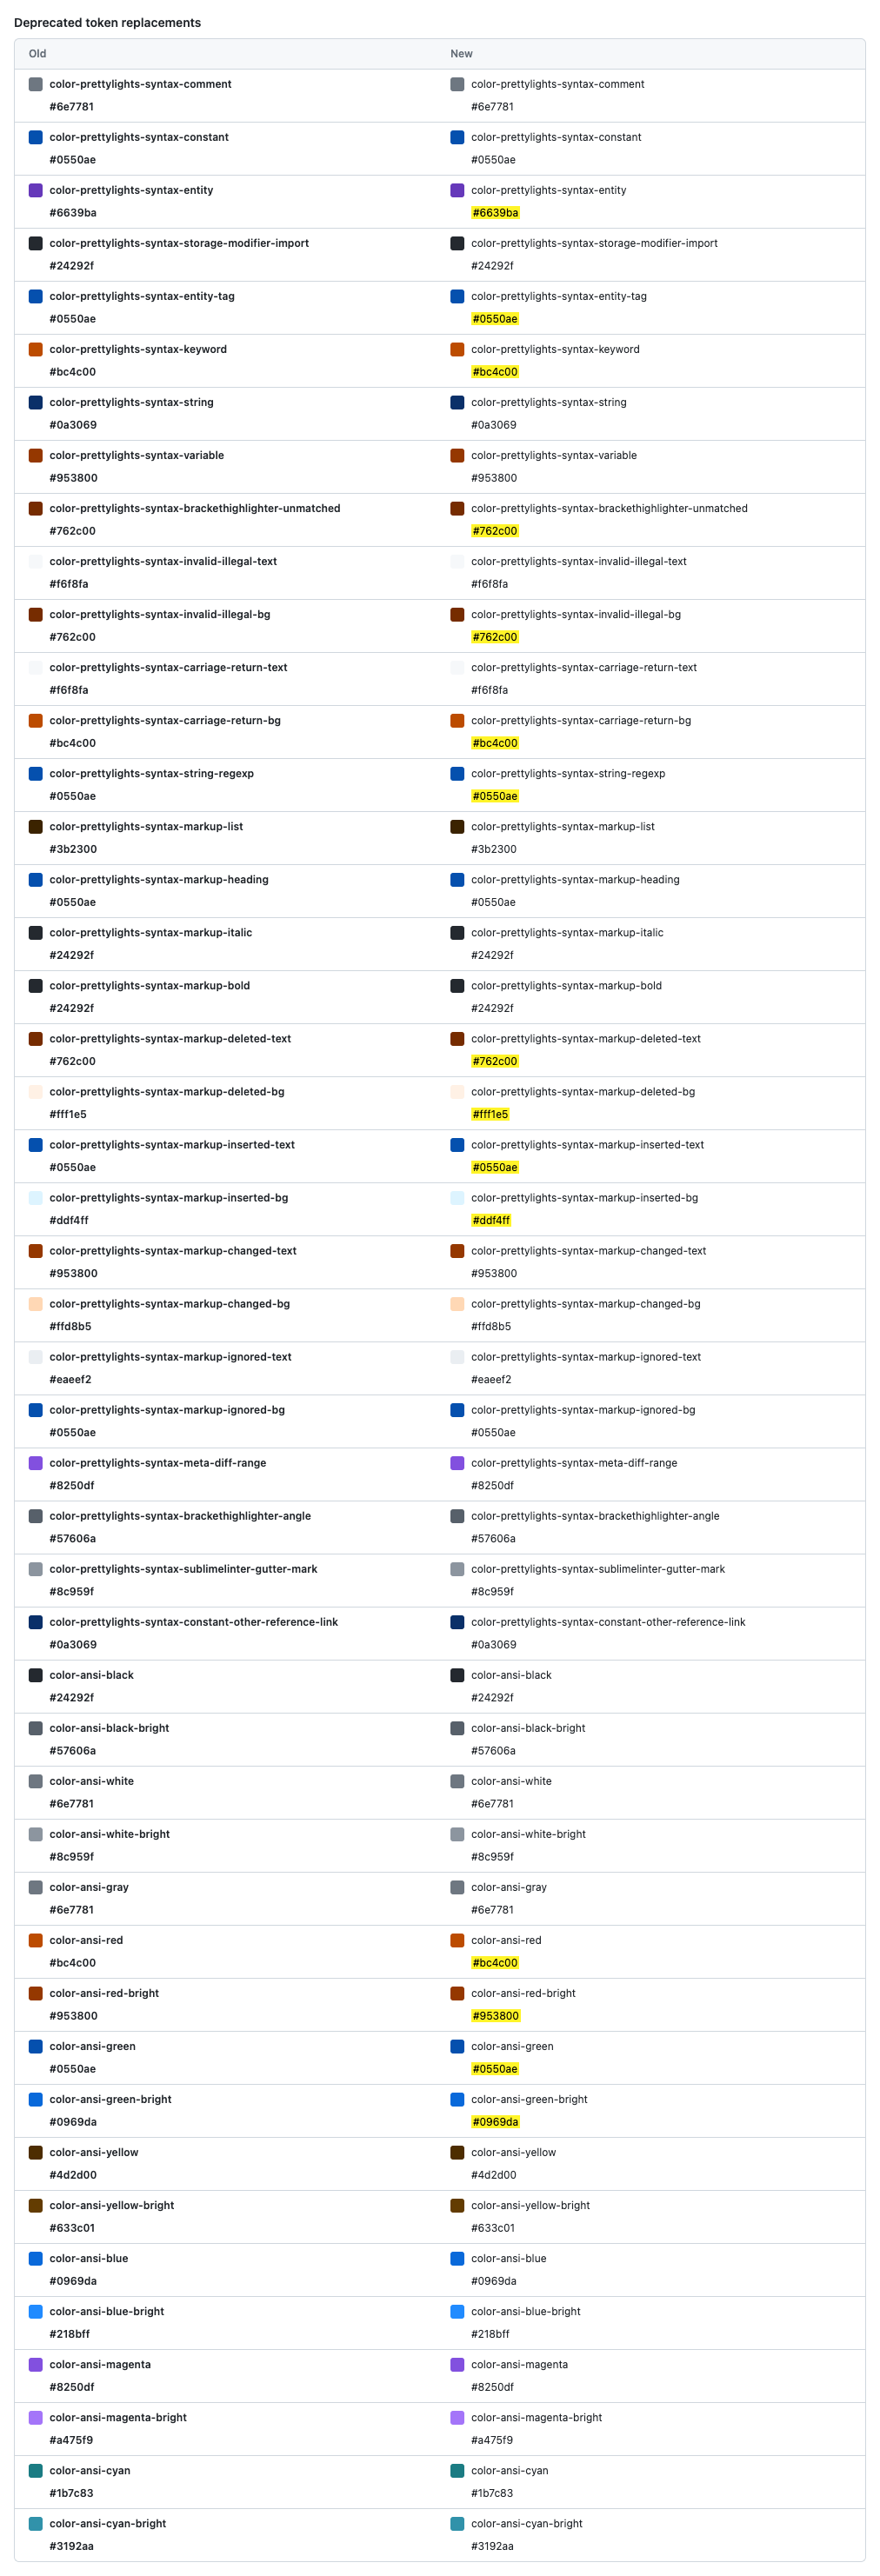 Deprecated token replacements
Old New
color-prettylights-syntax-comment color-prettylights-syntax-comment
#6e7781 #6e7781
color-prettylights-syntax-constant color-prettylights-syntax-constant
#0550ae #0550ae
color-prettylights-syntax-entity color-prettylights-syntax-entity
#6639ba #6639ba
color-prettylights-syntax-storage-modifier-import color-prettylights-syntax-storage-modifier-import
#24292f #24292f
color-prettylights-syntax-entity-tag color-prettylights-syntax-entity-tag
#0550ae #0550ae
color-prettylights-syntax-keyword color-prettylights-syntax-keyword
#bc4c00 #bc4c00
color-prettylights-syntax-string color-prettylights-syntax-string
#0a3069 #0a3069
color-prettylights-syntax-variable color-prettylights-syntax-variable
#953800 #953800
color-prettylights-syntax-brackethighlighter-unmatched color-prettylights-syntax-brackethighlighter-unmatched
#762c00 #762c00
color-prettylights-syntax-invalid-illegal-text color-prettylights-syntax-invalid-illegal-text
#f6f8fa #f6f8fa
color-prettylights-syntax-invalid-illegal-bg color-prettylights-syntax-invalid-illegal-bg
#762c00 #762c00
color-prettylights-syntax-carriage-return-text color-prettylights-syntax-carriage-return-text
#f6f8fa #f6f8fa
color-prettylights-syntax-carriage-return-bg color-prettylights-syntax-carriage-return-bg
#bc4c00 #bc4c00
color-prettylights-syntax-string-regexp color-prettylights-syntax-string-regexp
#0550ae #0550ae
color-prettylights-syntax-markup-list color-prettylights-syntax-markup-list
#3b2300 #3b2300
color-prettylights-syntax-markup-heading color-prettylights-syntax-markup-heading
#0550ae #0550ae
color-prettylights-syntax-markup-italic color-prettylights-syntax-markup-italic
#24292f #24292f
color-prettylights-syntax-markup-bold color-prettylights-syntax-markup-bold
#24292f #24292f
color-prettylights-syntax-markup-deleted-text color-prettylights-syntax-markup-deleted-text
#762c00 #762c00
color-prettylights-syntax-markup-deleted-bg color-prettylights-syntax-markup-deleted-bg
#fff1e5 #fff1e5
color-prettylights-syntax-markup-inserted-text color-prettylights-syntax-markup-inserted-text
#0550ae #0550ae
color-prettylights-syntax-markup-inserted-bg color-prettylights-syntax-markup-inserted-bg
#ddf4ff #ddf4ff
color-prettylights-syntax-markup-changed-text color-prettylights-syntax-markup-changed-text
#953800 #953800
color-prettylights-syntax-markup-changed-bg color-prettylights-syntax-markup-changed-bg
#ffd8b5 #ffd8b5
color-prettylights-syntax-markup-ignored-text color-prettylights-syntax-markup-ignored-text
#eaeef2 #eaeef2
color-prettylights-syntax-markup-ignored-bg color-prettylights-syntax-markup-ignored-bg
#0550ae #0550ae
color-prettylights-syntax-meta-diff-range color-prettylights-syntax-meta-diff-range
#8250df #8250df
color-prettylights-syntax-brackethighlighter-angle color-prettylights-syntax-brackethighlighter-angle
#57606a #57606a
color-prettylights-syntax-sublimelinter-gutter-mark color-prettylights-syntax-sublimelinter-gutter-mark
#8c959f #8c959f
color-prettylights-syntax-constant-other-reference-link color-prettylights-syntax-constant-other-reference-link
#0a3069 #0a3069
color-ansi-black color-ansi-black
#24292f #24292f
color-ansi-black-bright color-ansi-black-bright
#57606a #57606a
color-ansi-white color-ansi-white
#6e7781 #6e7781
color-ansi-white-bright color-ansi-white-bright
#8c959f #8c959f
color-ansi-gray color-ansi-gray
#6e7781 #6e7781
color-ansi-red color-ansi-red
#bc4c00 #bc4c00
color-ansi-red-bright color-ansi-red-bright
#953800 #953800
color-ansi-green color-ansi-green
#0550ae #0550ae
color-ansi-green-bright color-ansi-green-bright
#0969da #0969da
color-ansi-yellow color-ansi-yellow
#4d2d00 #4d2d00
color-ansi-yellow-bright color-ansi-yellow-bright
#633c01 #633c01
color-ansi-blue color-ansi-blue
#0969da #0969da
color-ansi-blue-bright color-ansi-blue-bright
#218bff #218bff
color-ansi-magenta color-ansi-magenta
#8250df #8250df
color-ansi-magenta-bright color-ansi-magenta-bright
#a475f9 #a475f9
color-ansi-cyan color-ansi-cyan
#1b7c83 #1b7c83
color-ansi-cyan-bright color-ansi-cyan-bright
#3192aa #3192aa